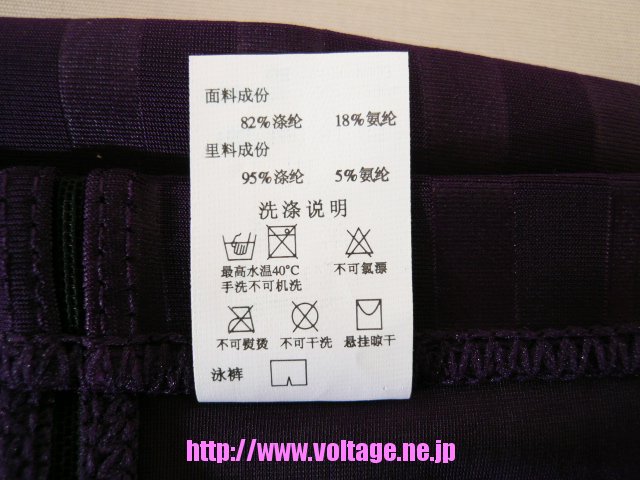 面料成份
82%涤纶 18%氨纶
里料成份
95%涤纶 5%氨纶
洗涤说明
最高水温40°C
手洗不可机洗
不可氯漂
不可熨烫 不可干洗 悬挂晾干
泳裤
http://www.voltage.ne.jp